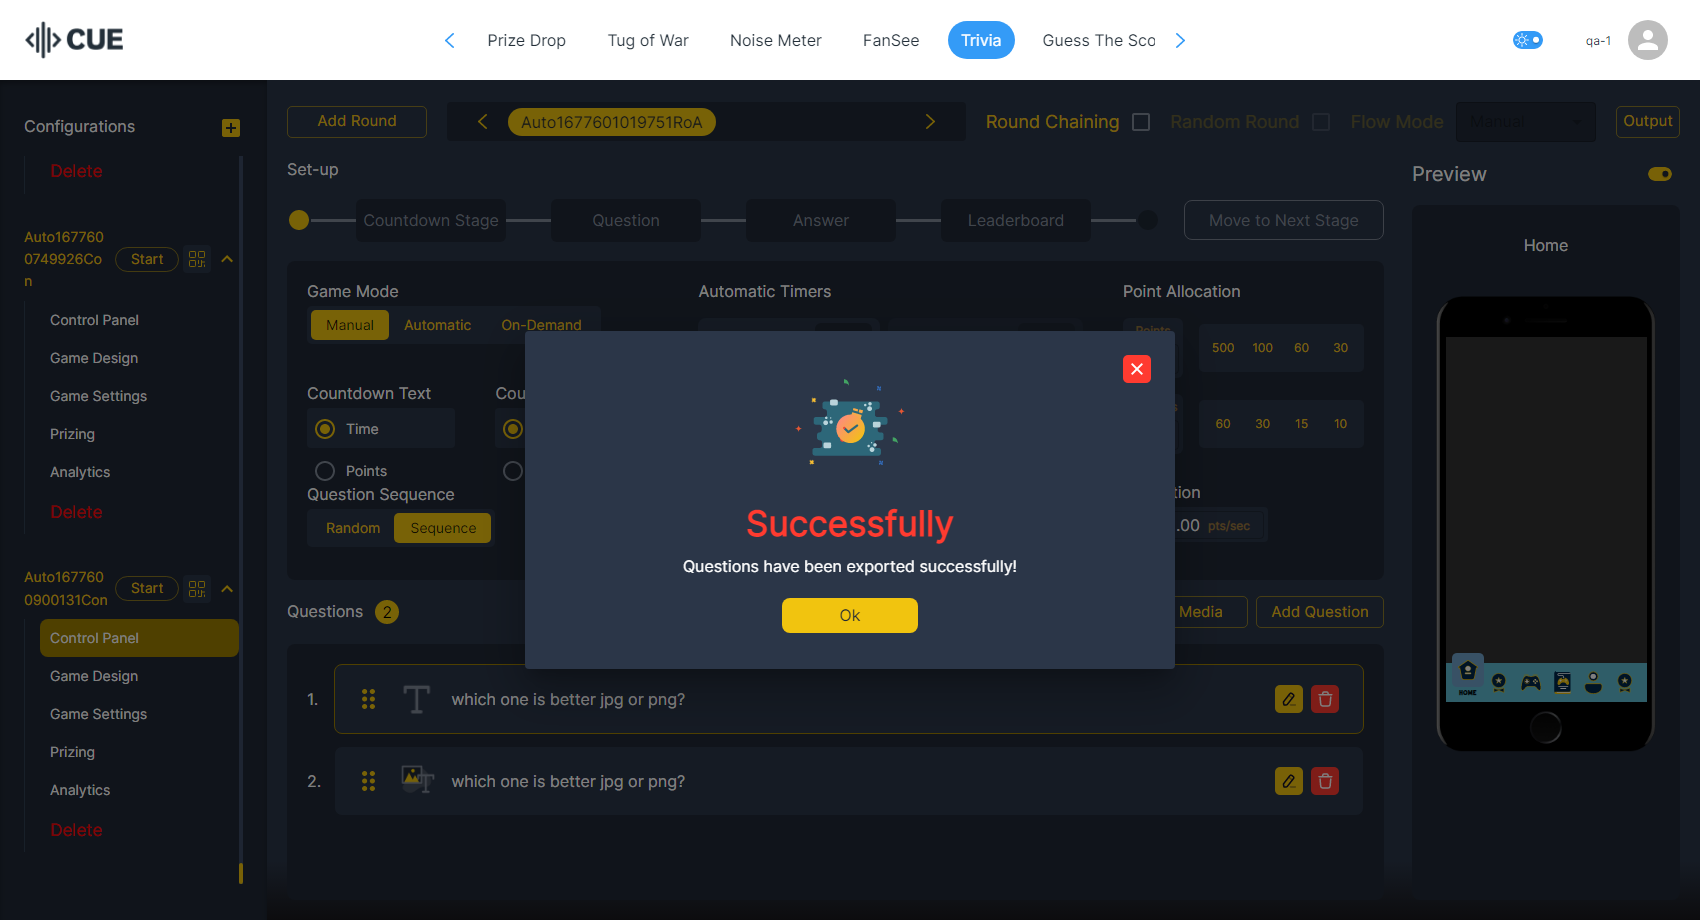 CUE
Prize Drop
Tug of War
Noise Meter
FanSee
Trivia
Guess The Sco
qa-1
Configurations
Delete
Auto167760
0749926Co
n
Start
Control Panel
Game Design
Game Settings
Prizing
Analytics
Delete
Auto167760
0900131Con
Start
Control Panel
Game Design
Game Settings
Prizing
Analytics
Delete
Add Round
Auto1677601019751RoA
Round Chaining
Random Round
Flow Mode
Manual
Output
Set-up
Countdown Stage
Question
Answer
Leaderboard
Move to Next Stage
Game Mode
Manual
Automatic
On-Demand
Automatic Timers
Point Allocation
Points
500 100 60 30
Countdown Text
Cou
Time
Points
60 30 15 10
Question Sequence
Random
Sequence
tion
.00 pts/sec
Successfully
Questions have been exported successfully!
Ok
Questions 2
Media
Add Question
1. which one is better jpg or png?
2. which one is better jpg or png?
Preview
Home
HOME